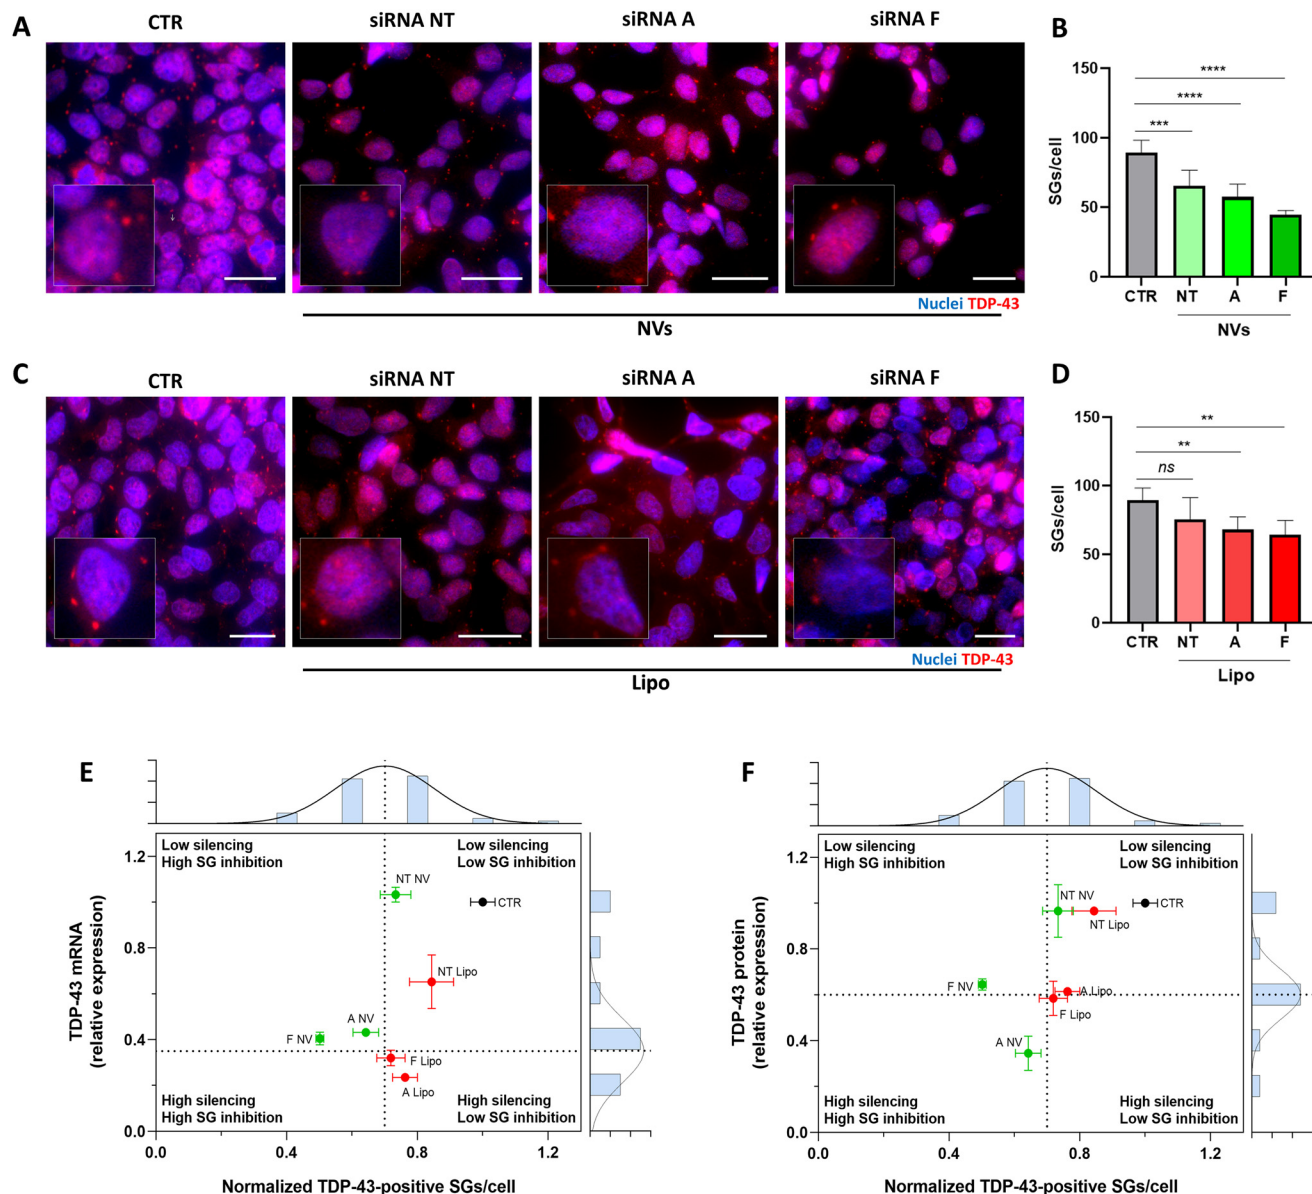 A
CTR
siRNA NT
siRNA A
siRNA F
Nuclei TDP-43
NVs
B
SGs/cell
150
100
50
0
***
****
****
CTR
NT
A
F
NVs
C
CTR
siRNA NT
siRNA A
siRNA F
Nuclei TDP-43
Lipo
D
SGs/cell
150
100
50
0
ns
**
**
CTR
NT
A
F
Lipo
E
Low silencing
High SG inhibition
Low silencing
Low SG inhibition
NT NV
CTR
NT Lipo
A NV
F NV
F Lipo
A Lipo
High silencing
High SG inhibition
High silencing
Low SG inhibition
TDP-43 mRNA
(relative expression)
1.2
0.8
0.4
0.0
0.0
0.4
0.8
1.2
Normalized TDP-43-positive SGs/cell
F
Low silencing
High SG inhibition
Low silencing
Low SG inhibition
NT NV
CTR
NT Lipo
F NV
A Lipo
F Lipo
A NV
High silencing
High SG inhibition
High silencing
Low SG inhibition
TDP-43 protein
(relative expression)
1.2
0.8
0.4
0.0
0.0
0.4
0.8
1.2
Normalized TDP-43-positive SGs/cell